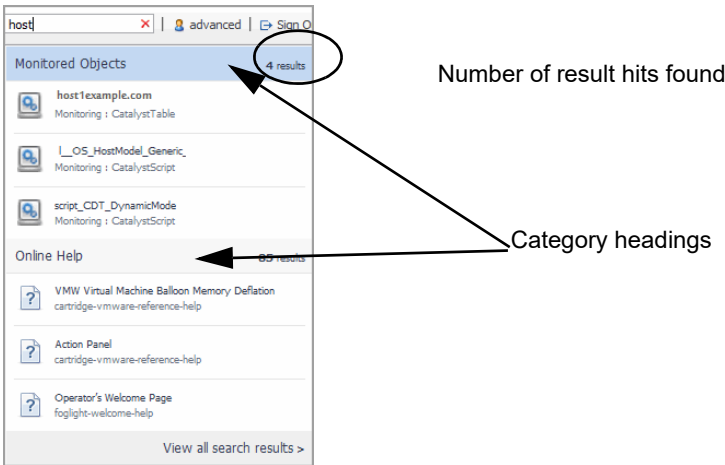 host | advanced | Sign O
Monitored Objects 4 results
Number of result hits found
host1example.com
Monitoring : CatalystTable
l__OS_HostModel_Generic_
Monitoring : CatalystScript
script_CDT_DynamicMode
Monitoring : CatalystScript
Category headings
Online Help 85 results
VMW Virtual Machine Balloon Memory Deflation
cartridge-vmware-reference-help
Action Panel
cartridge-vmware-reference-help
Operator's Welcome Page
foglight-welcome-help
View all search results >